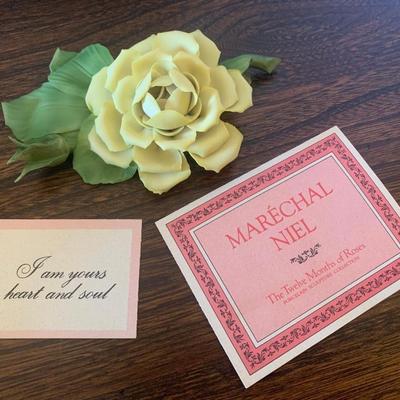 I am yours
heart and soul
MARÉCHAL
NIEL
The Twelve Months of Roses
PORCELAIN SCULPTURE COLLECTION